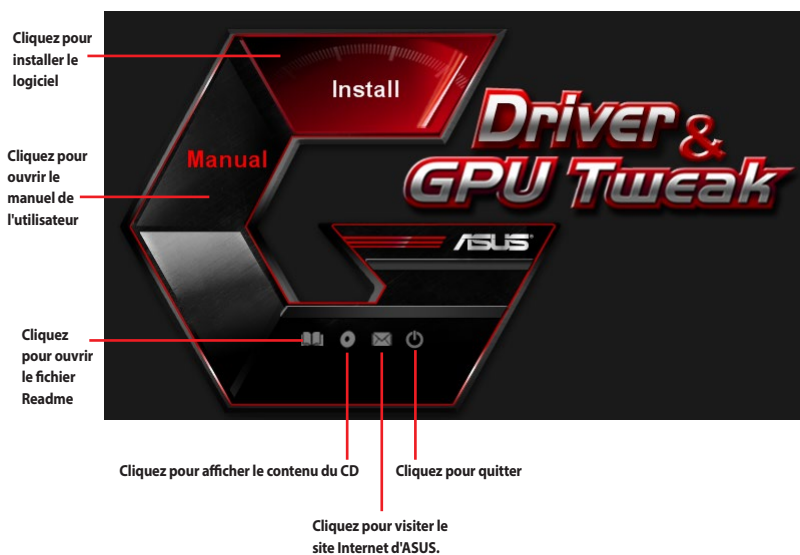 Cliquez pour
installer le
logiciel
Install
Driver &
GPU Tweak
Manual
Cliquez pour
ouvrir le
manuel de
l'utilisateur
ASUS
Cliquez
pour ouvrir
le fichier
Readme
Cliquez pour afficher le contenu du CD
Cliquez pour quitter
Cliquez pour visiter le
site Internet d'ASUS.